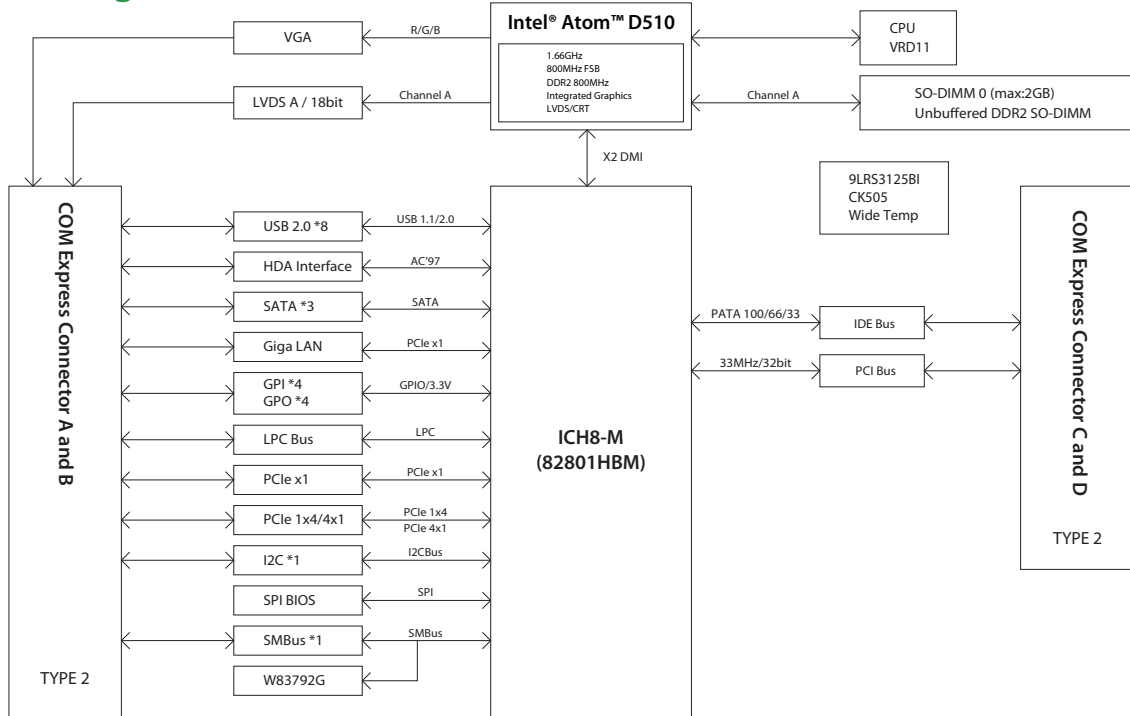 Intel® Atom™ D510
1.66GHz
800MHz FSB
DDR2 800MHz
Integrated Graphics
LVDS/CRT
VGA
R/G/B
CPU
VRD11
LVDS A / 18bit
Channel A
Channel A
SO-DIMM 0 (max:2GB)
Unbuffered DDR2 SO-DIMM
X2 DMI
9LRS3125BI
CK505
Wide Temp
COM Express Connector A and B
TYPE 2
USB 2.0 *8
USB 1.1/2.0
HDA Interface
AC'97
SATA *3
SATA
Giga LAN
PCIe x1
GPI *4
GPO *4
GPIO/3.3V
LPC Bus
LPC
PCIe x1
PCIe x1
PCIe 1x4/4x1
PCIe 1x4
PCIe 4x1
I2C *1
I2CBus
SPI BIOS
SPI
SMBus *1
SMBus
W83792G
ICH8-M
(82801HBM)
PATA 100/66/33
IDE Bus
33MHz/32bit
PCI Bus
COM Express Connector C and D
TYPE 2